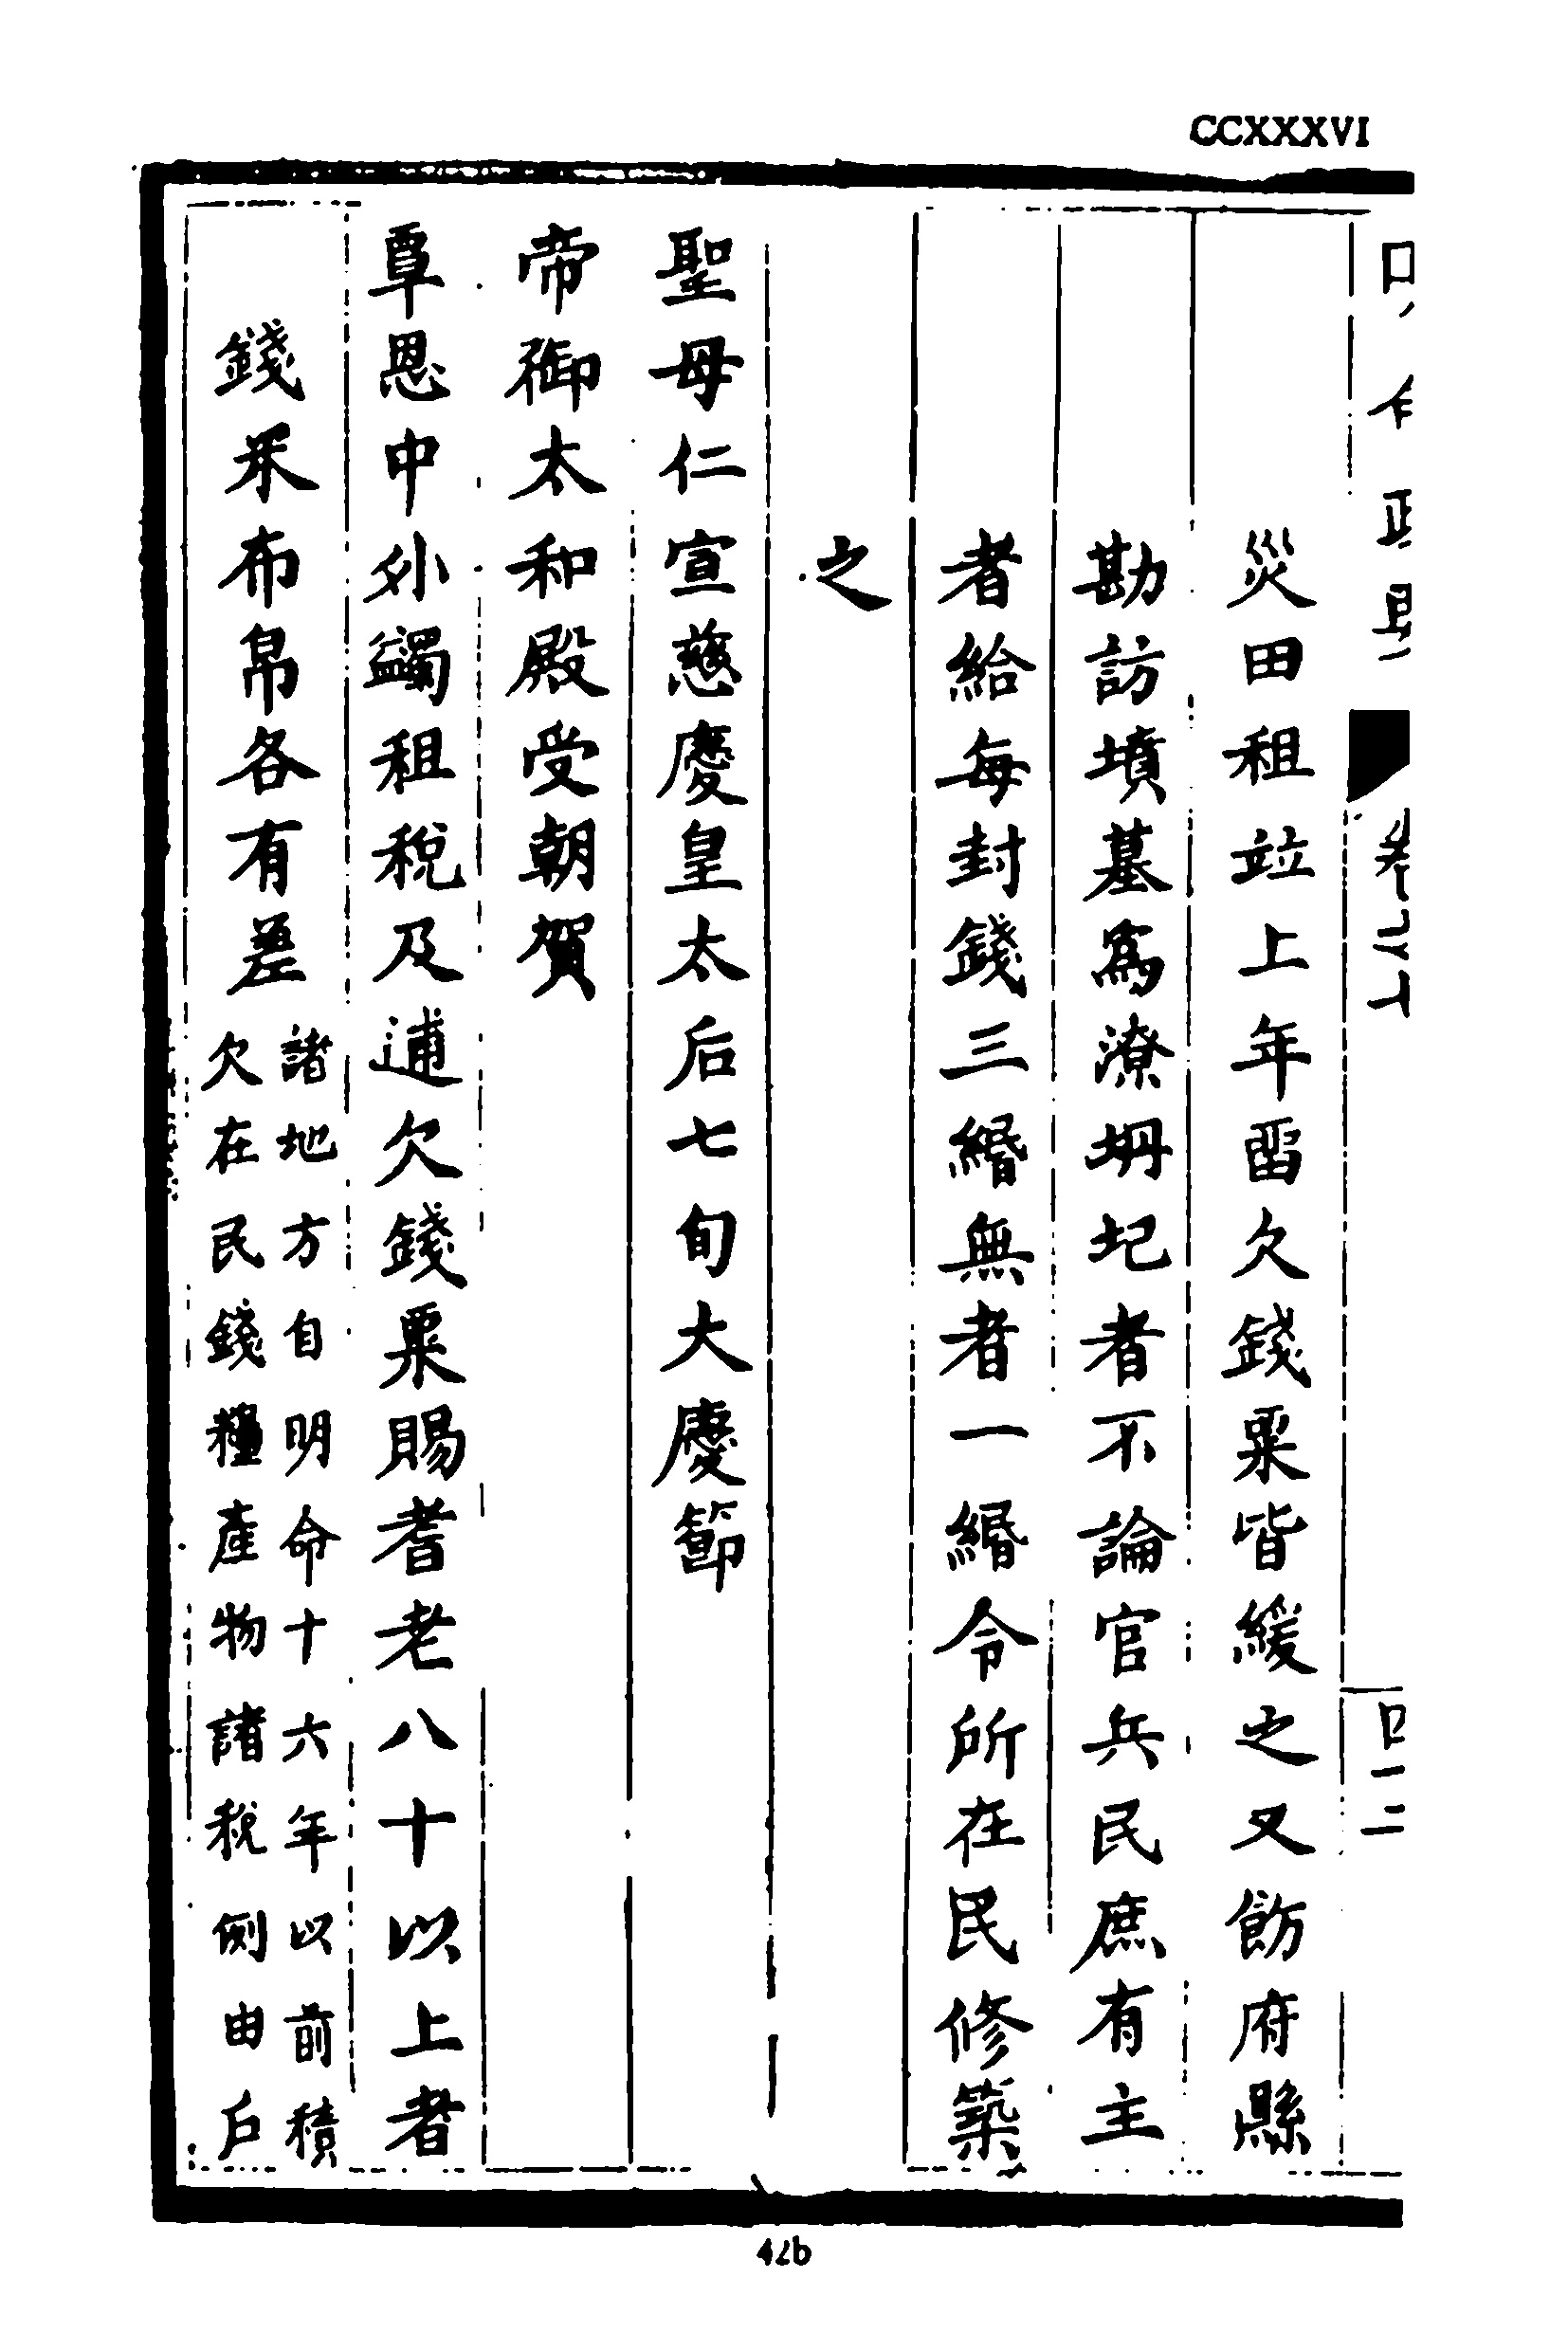 CCXXXVI
災田租竝上年畱欠錢粟皆緩之又飭府縣
勘訪墳墓爲潦坍圮者不論官兵民庶有主
者給每封錢三緡無者一緡令所在民修築
之
聖母仁宣慈慶皇太后七旬大慶節
帝御太和殿受朝賀
覃恩中外蠲租稅及逋欠錢粟賜耆老八十以上者
錢米布帛各有差
諸地方自明命十六年以前積
欠在民錢糧產物諸稅例由戶
42b